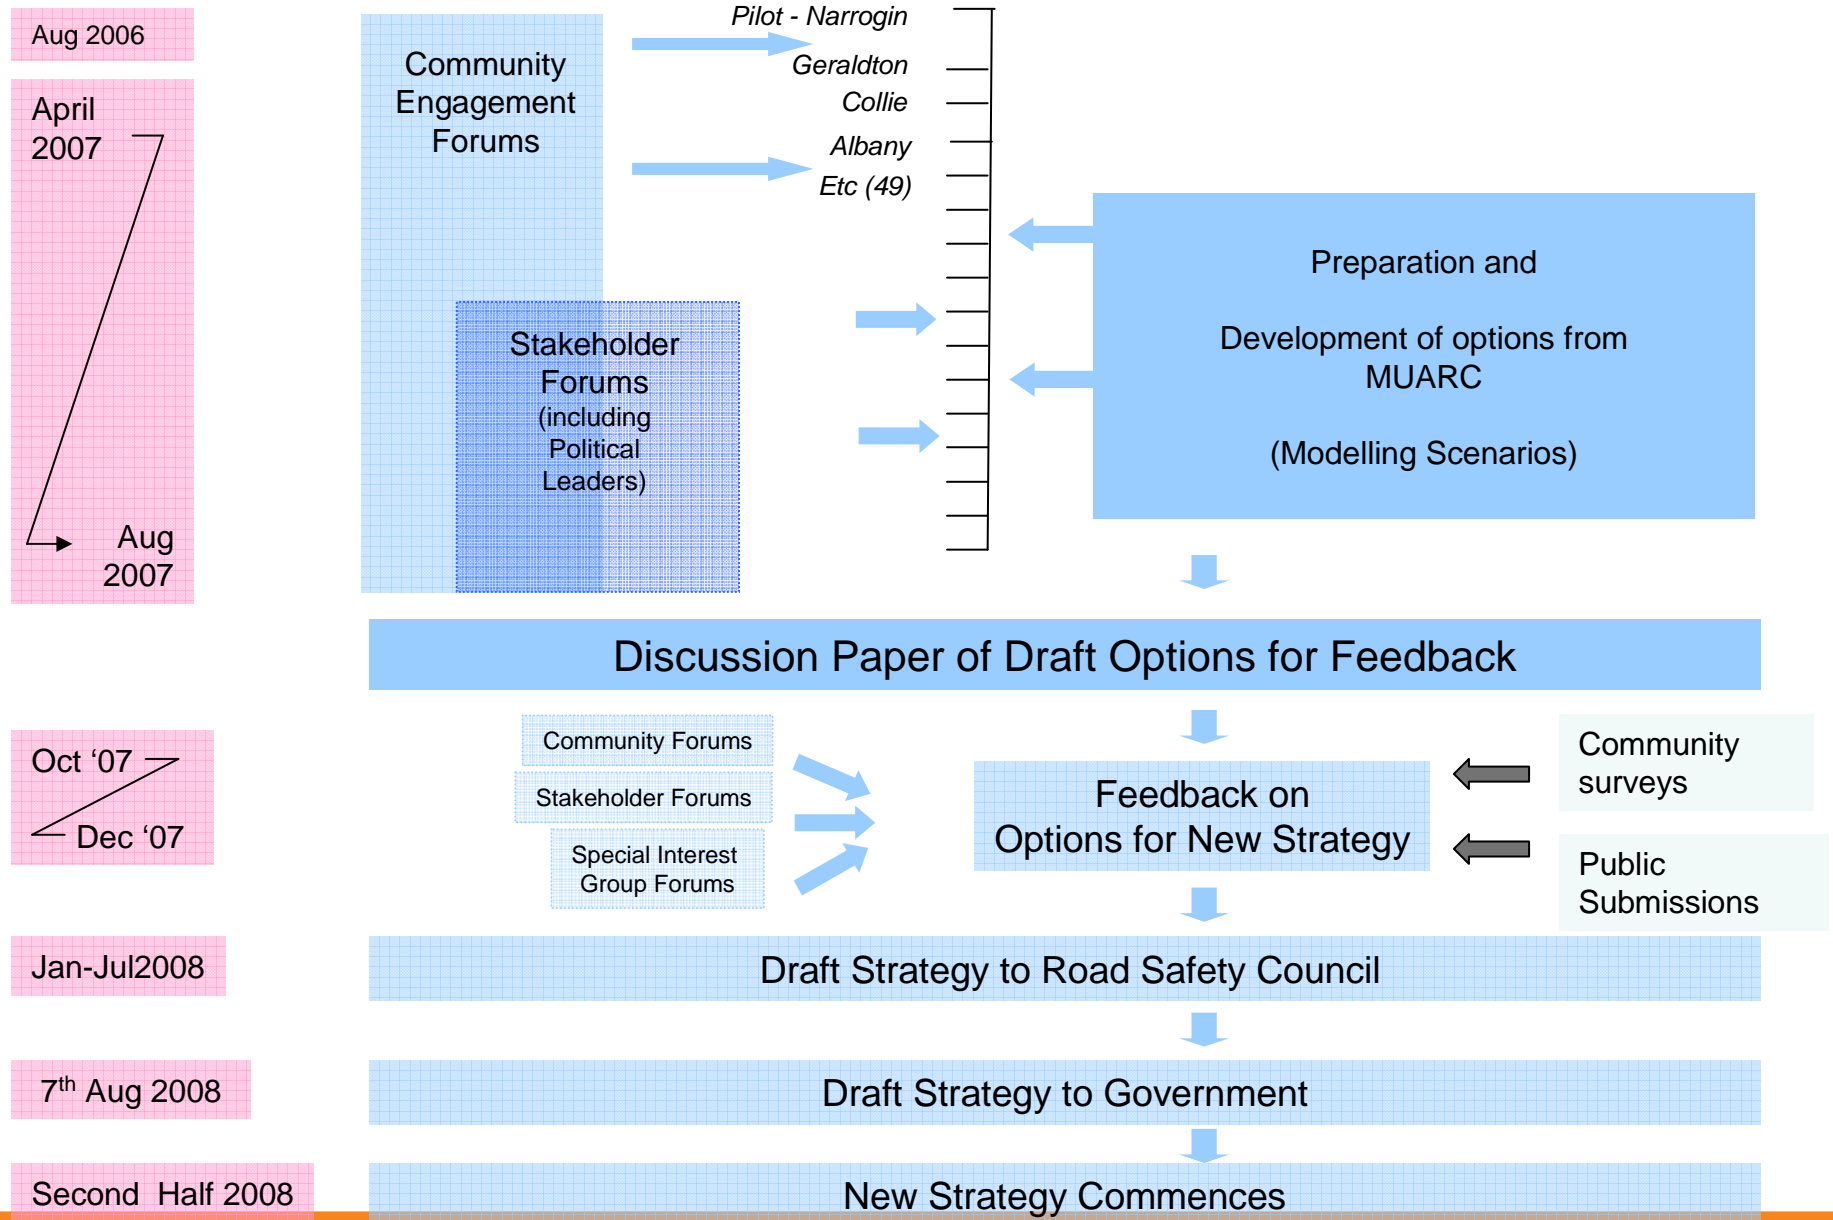 Aug 2006
April
2007
Aug
2007
Community
Engagement
Forums
Pilot - Narrogin
Geraldton
Collie
Albany
Etc (49)
Stakeholder
Forums
(including
Political
Leaders)
Preparation and
Development of options from
MUARC
(Modelling Scenarios)
Discussion Paper of Draft Options for Feedback
Oct ‘07
Dec ‘07
Community Forums
Stakeholder Forums
Special Interest
Group Forums
Feedback on
Options for New Strategy
Community
surveys
Public
Submissions
Jan-Jul2008
Draft Strategy to Road Safety Council
7th Aug 2008
Draft Strategy to Government
Second Half 2008
New Strategy Commences